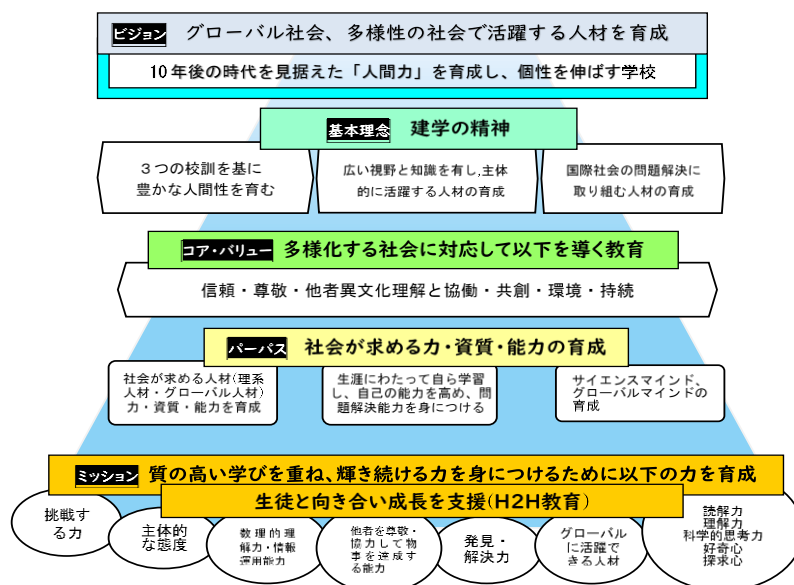 ビジョン グローバル社会、多様性の社会で活躍する人材を育成
10年後の時代を見据えた「人間力」を育成し、個性を伸ばす学校
基本理念 建学の精神
３つの校訓を基に
豊かな人間性を育む
広い視野と知識を有し,主体
的に活躍する人材の育成
国際社会の問題解決に
取り組む人材の育成
コア・バリュー 多様化する社会に対応して以下を導く教育
信頼・尊敬・他者異文化理解と協働・共創・環境・持続
パーパス 社会が求める力・資質・能力の育成
社会が求める人材(理系
人材・グローバル人材)
力・資質・能力を育成
生涯にわたって自ら学習
し、自己の能力を高め、問
題解決能力を身につける
サイエンスマインド、
グローバルマインドの
育成
ミッション 質の高い学びを重ね、輝き続ける力を身につけるために以下の力を育成
生徒と向き合い成長を支援(H2H教育)
挑戦す
る力
主体的
な態度
数理的理
解力・情報
運用能力
他者を尊敬・
協力して物
事を達成す
る能力
発見・
解決力
グローバル
に活躍で
きる人材
読解力
理解力
科学的思考力
好奇心
探求心